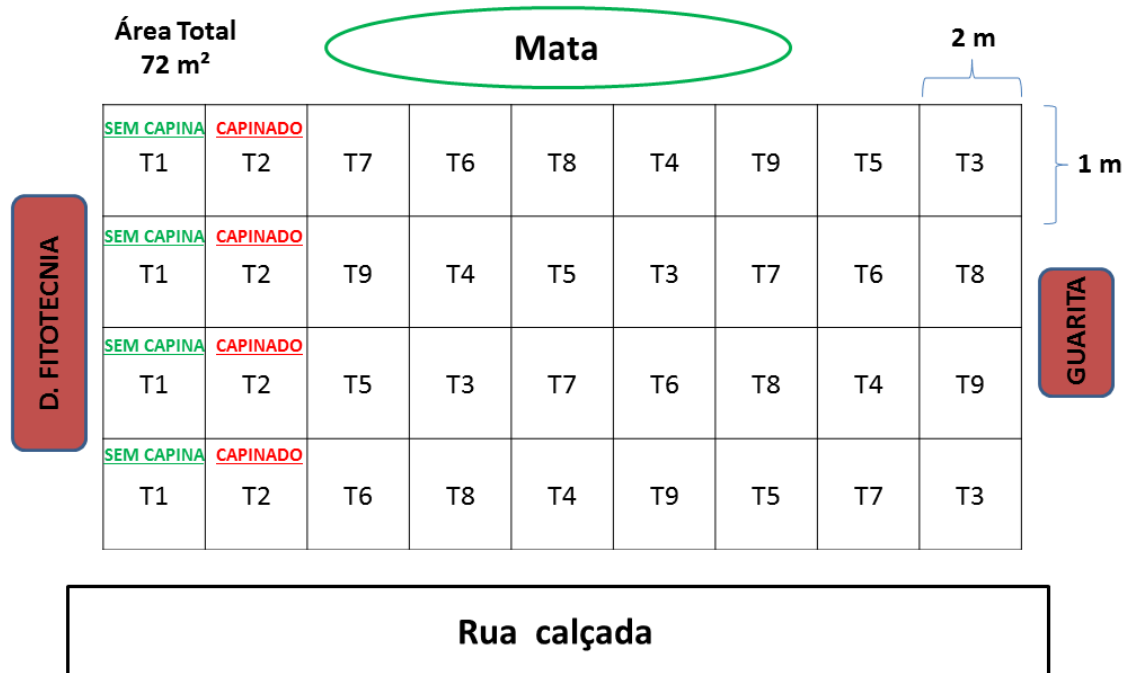 Área Total
72 m²
Mata
2 m
SEM CAPINA CAPINADO
T1 T2 T7 T6 T8 T4 T9 T5 T3
1 m
SEM CAPINA CAPINADO
T1 T2 T9 T4 T5 T3 T7 T6 T8
SEM CAPINA CAPINADO
T1 T2 T5 T3 T7 T6 T8 T4 T9
SEM CAPINA CAPINADO
T1 T2 T6 T8 T4 T9 T5 T7 T3
D. FITOTECNIA
GUARITA
Rua calçada